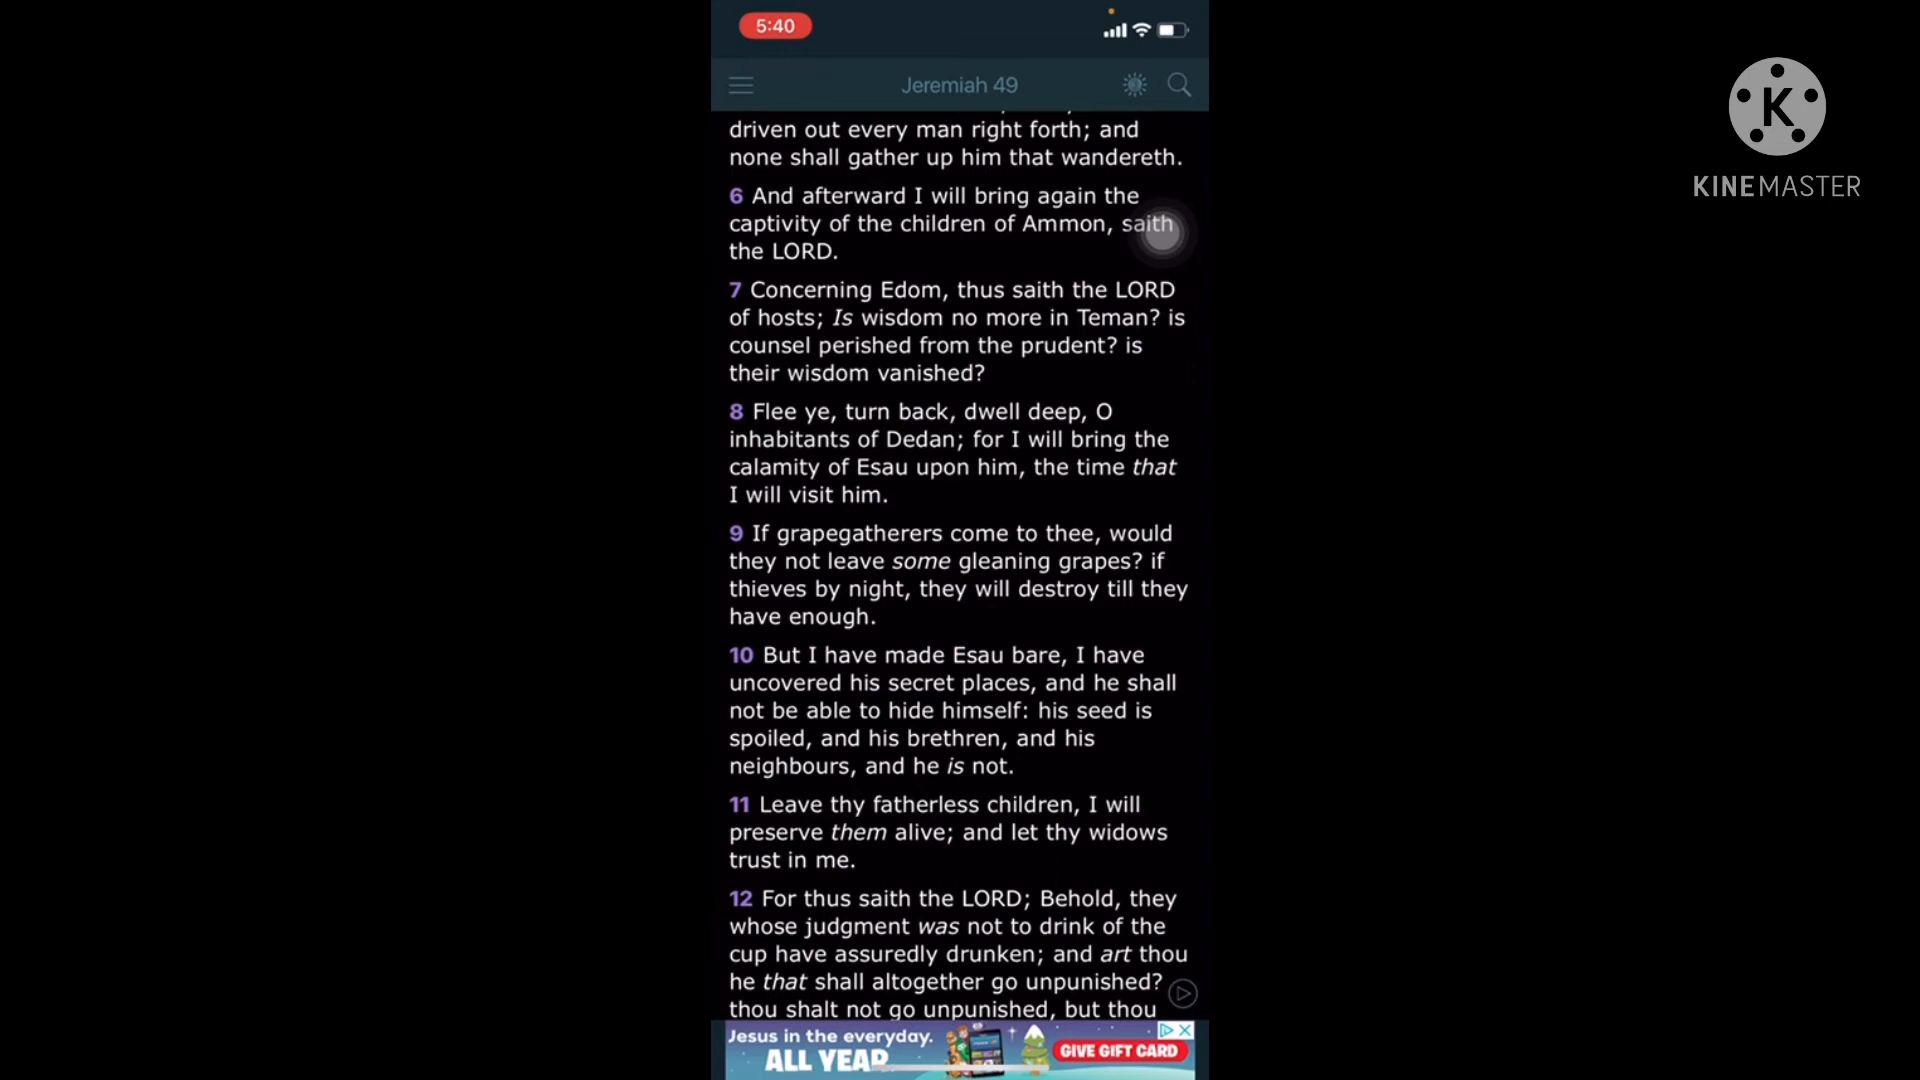 5:40
Jeremiah 49
driven out every man right forth; and
none shall gather up him that wandereth.
6 And afterward I will bring again the
captivity of the children of Ammon, saith
the LORD.
7 Concerning Edom, thus saith the LORD
of hosts; Is wisdom no more in Teman? is
counsel perished from the prudent? is
their wisdom vanished?
8 Flee ye, turn back, dwell deep, O
inhabitants of Dedan; for I will bring the
calamity of Esau upon him, the time that
I will visit him.
9 If grapegatherers come to thee, would
they not leave some gleaning grapes? if
thieves by night, they will destroy till they
have enough.
10 But I have made Esau bare, I have
uncovered his secret places, and he shall
not be able to hide himself: his seed is
spoiled, and his brethren, and his
neighbours, and he is not.
11 Leave thy fatherless children, I will
preserve them alive; and let thy widows
trust in me.
12 For thus saith the LORD; Behold, they
whose judgment was not to drink of the
cup have assuredly drunken; and art thou
he that shall altogether go unpunished?
thou shalt not go unpunished, but thou
Jesus in the everyday.
ALL YEAR
GIVE GIFT CARD
K
KINEMASTER